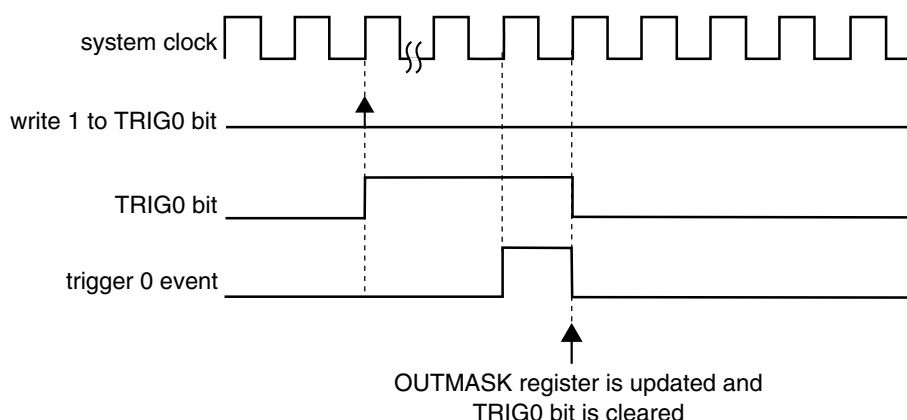 system clock
write 1 to TRIG0 bit
TRIG0 bit
trigger 0 event
OUTMASK register is updated and
TRIG0 bit is cleared